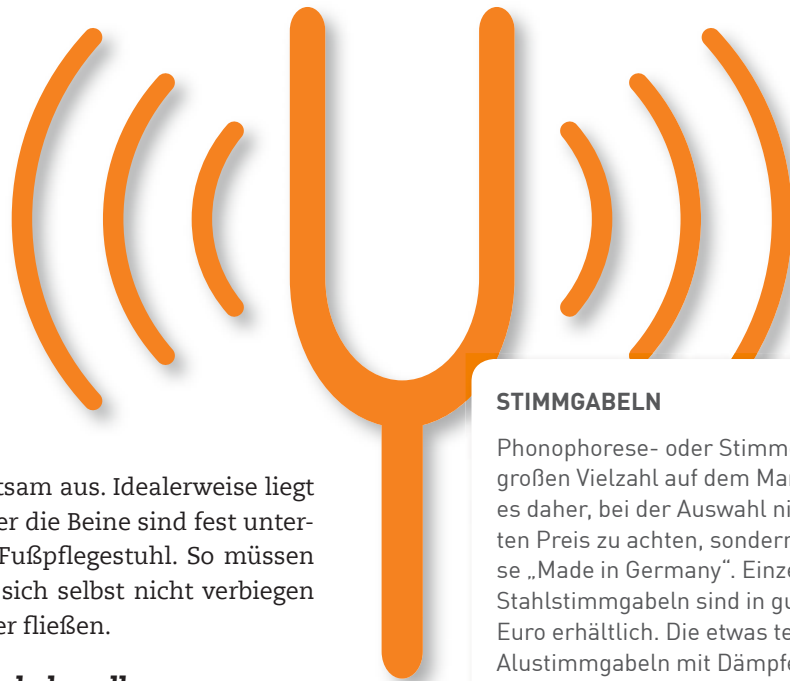 tsam aus. Idealerweise liegt
er die Beine sind fest unter-
Fußpflegestuhl. So müssen
sich selbst nicht verbiegen
er fließen.
STIMMGABELN
Phonophorese- oder Stimm
großen Vielzahl auf dem Mar
es daher, bei der Auswahl ni
ten Preis zu achten, sondern
se „Made in Germany“. Einze
Stahlstimmgabeln sind in gu
Euro erhältlich. Die etwas te
Alustimmgabeln mit Dämpfe